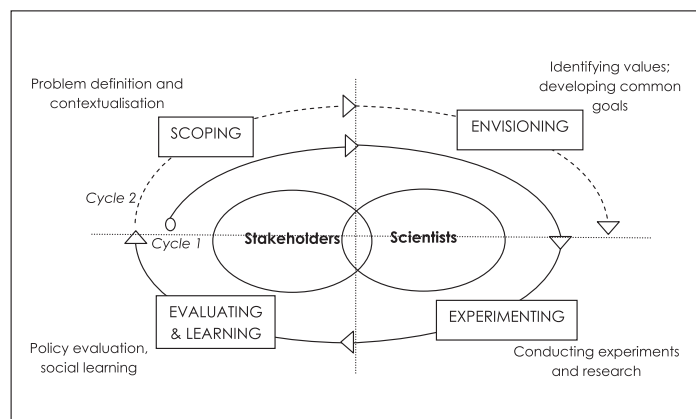 Problem definition and
contextualisation
SCOPING
Identifying values;
developing common
goals
ENVISIONING
Cycle 2
Cycle 1
Stakeholders
Scientists
EVALUATING
& LEARNING
EXPERIMENTING
Policy evaluation,
social learning
Conducting experiments
and research